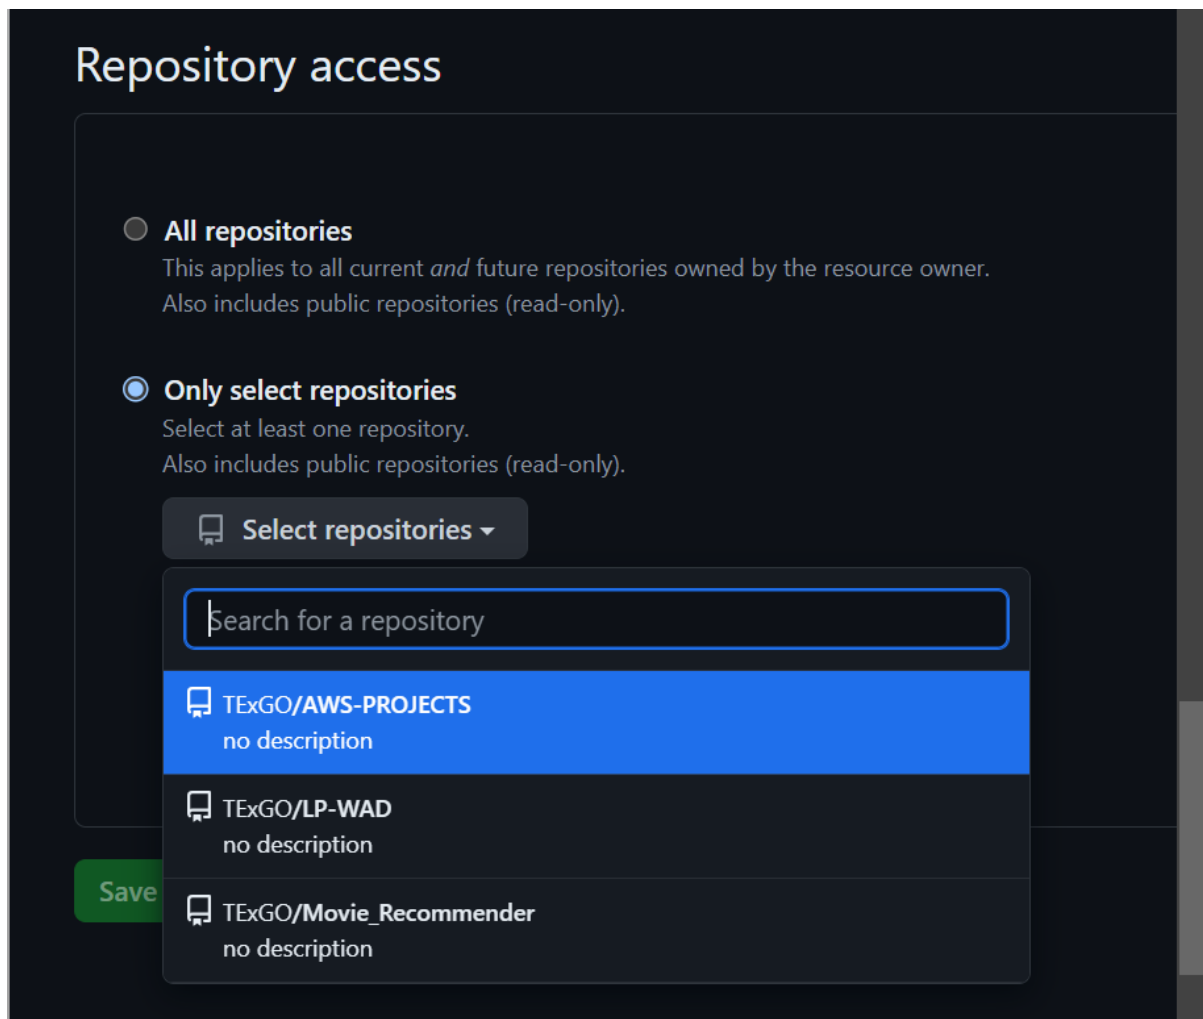 Repository access
All repositories
This applies to all current and future repositories owned by the resource owner.
Also includes public repositories (read-only).
Only select repositories
Select at least one repository.
Also includes public repositories (read-only).
Select repositories
Search for a repository
TExGO/AWS-PROJECTS
no description
TExGO/LP-WAD
no description
Save
TExGO/Movie_Recommender
no description